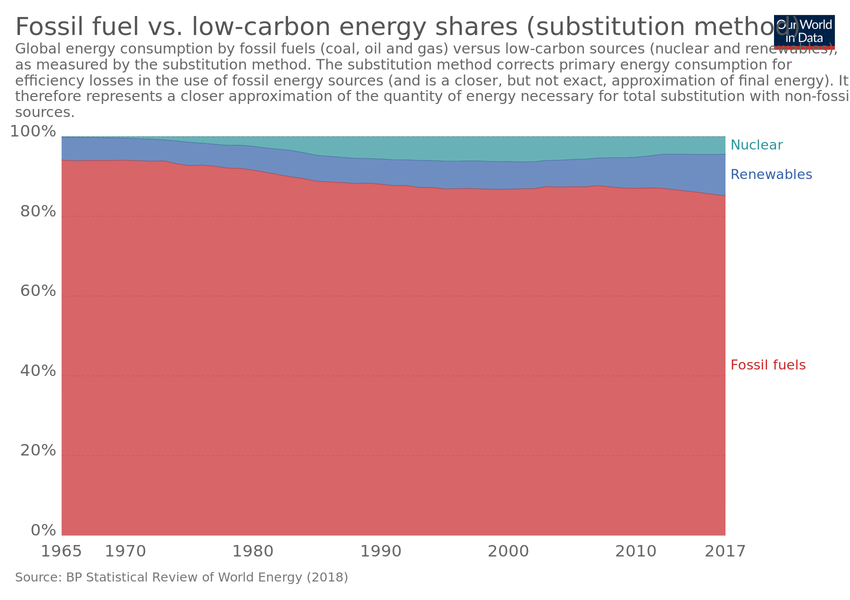 Fossil fuel vs. low-carbon energy shares (substitution method)
Our World
in Data
Global energy consumption by fossil fuels (coal, oil and gas) versus low-carbon sources (nuclear and renewables),
as measured by the substitution method. The substitution method corrects primary energy consumption for
efficiency losses in the use of fossil energy sources (and is a closer, but not exact, approximation of final energy). It
therefore represents a closer approximation of the quantity of energy necessary for total substitution with non-fossi
sources.
100%
Nuclear
Renewables
80%
60%
40%
Fossil fuels
20%
0%
1965 1970 1980 1990 2000 2010 2017
Source: BP Statistical Review of World Energy (2018)